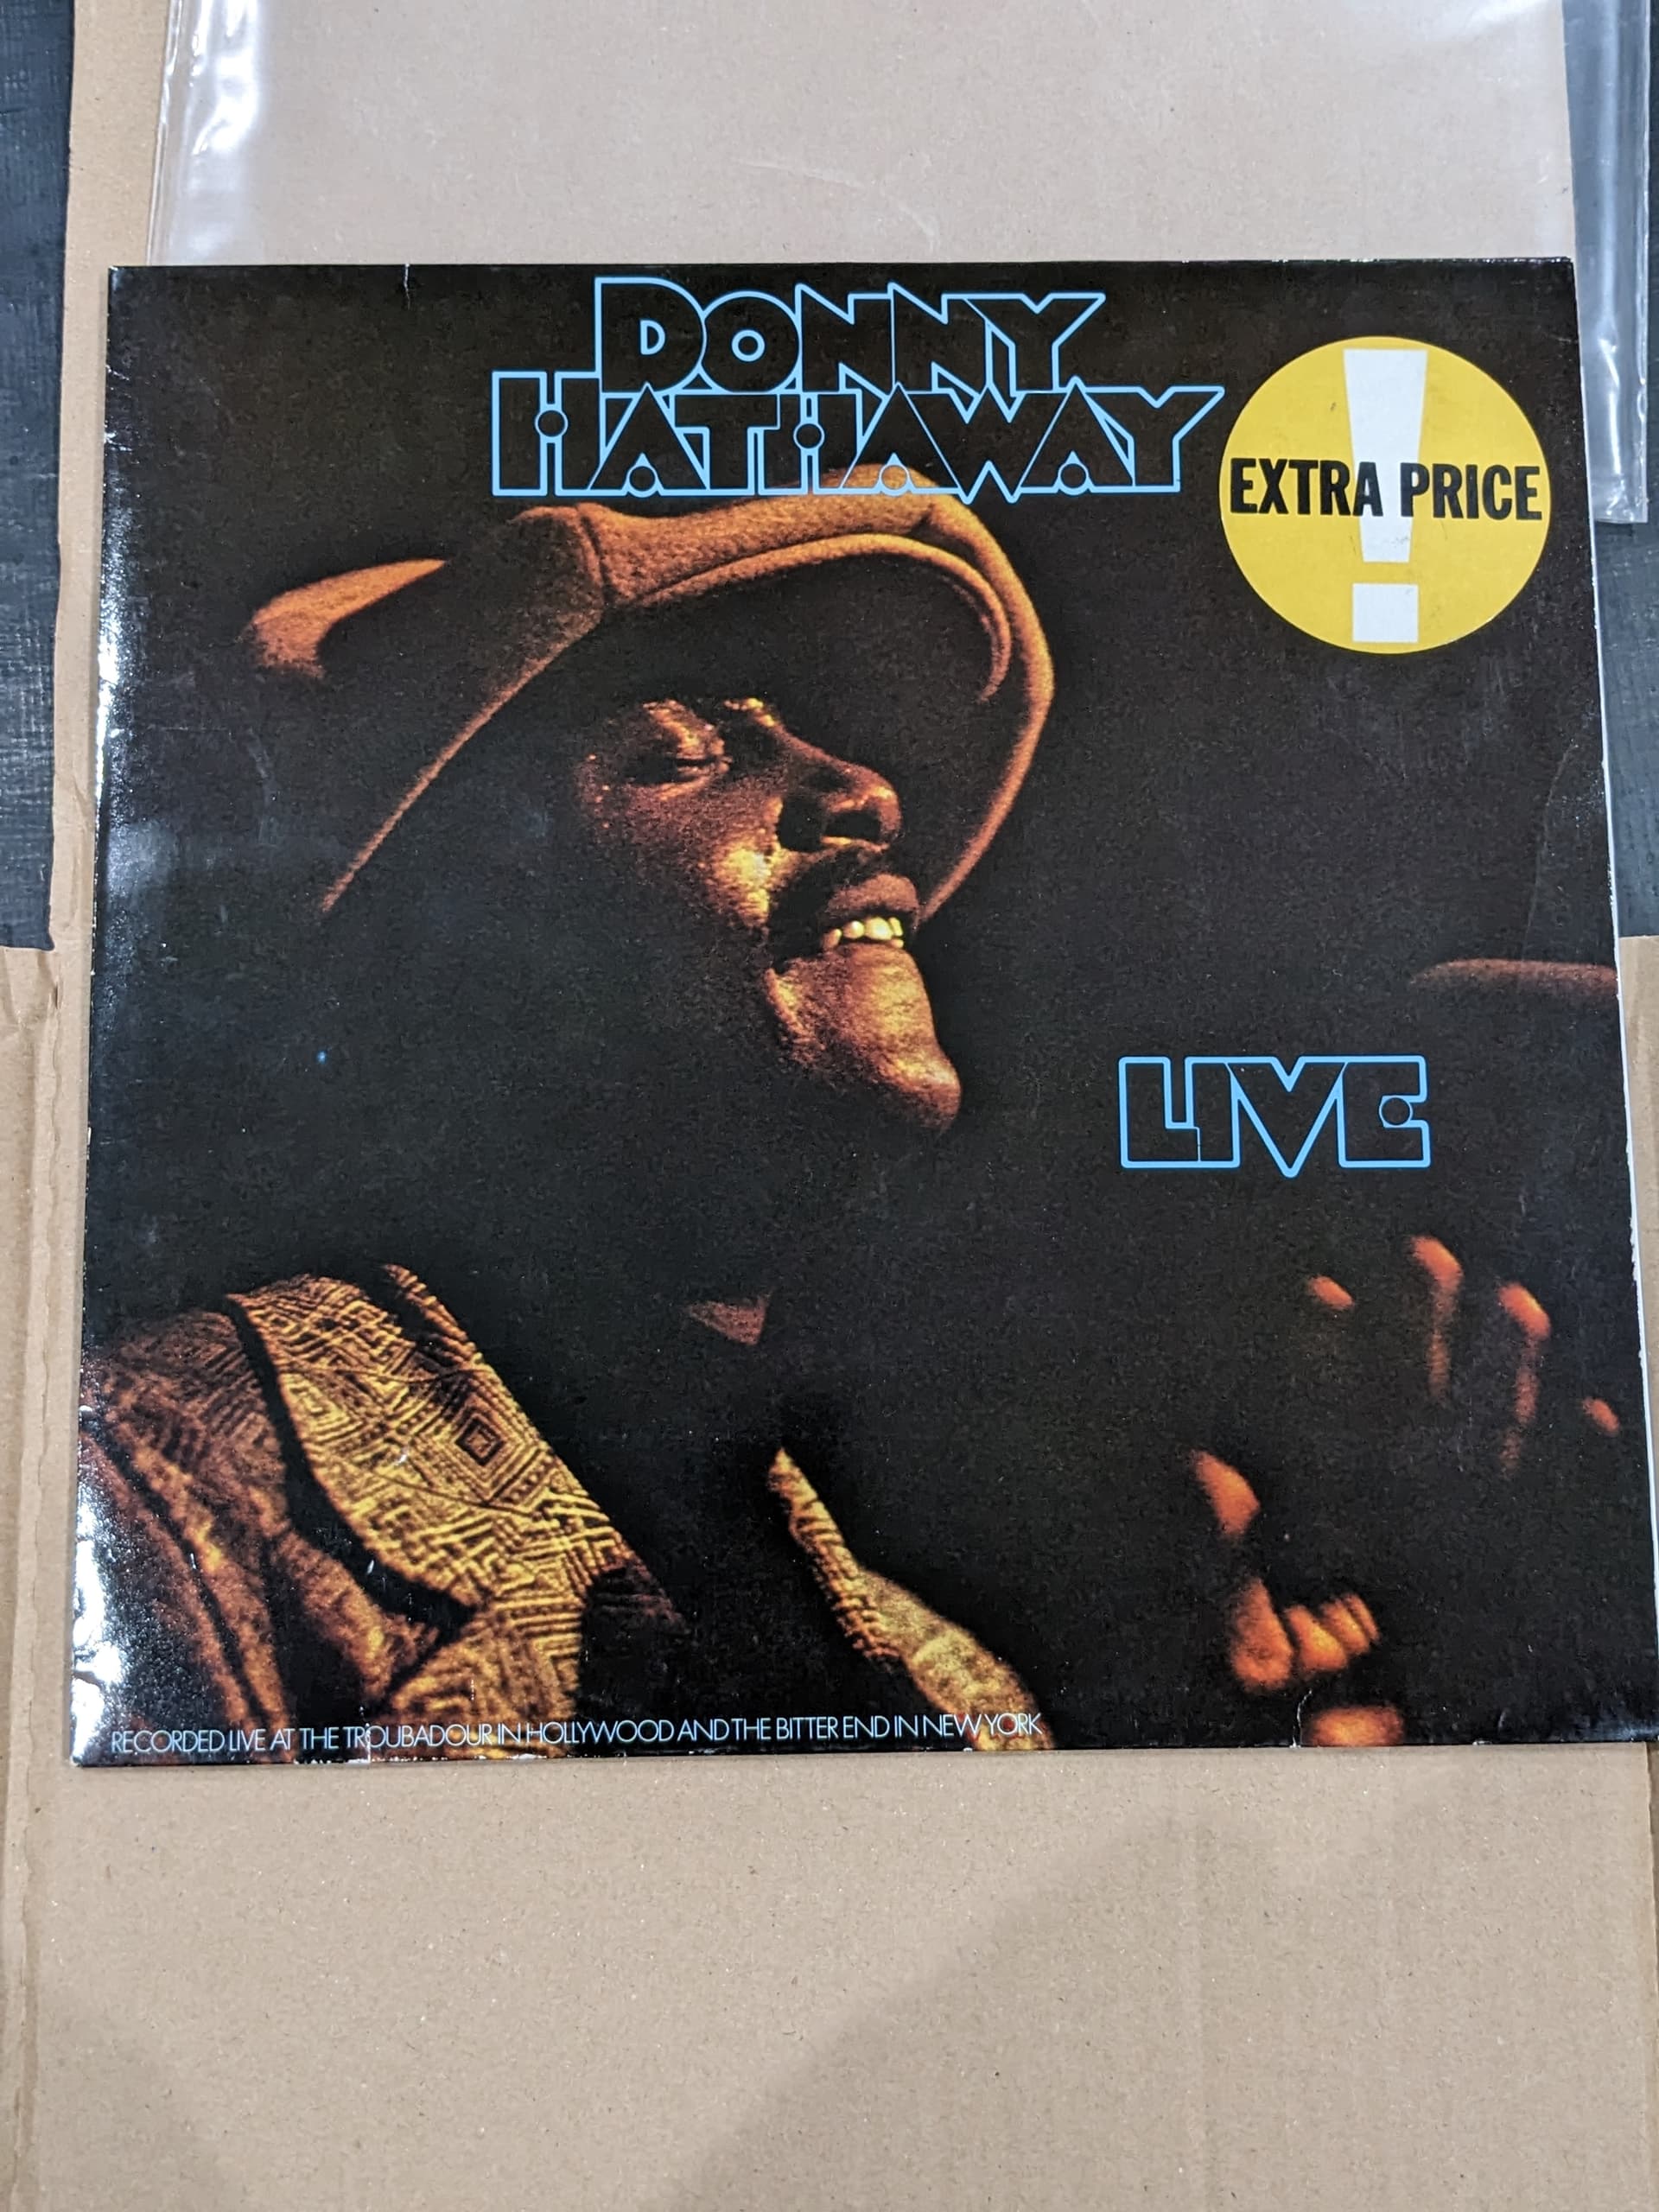 DONNY
HATHAWAY
EXTRA PRICE
!
LIVE
RECORDED LIVE AT THE TROUBADOUR IN HOLLYWOOD AND THE BITTER END IN NEW YORK